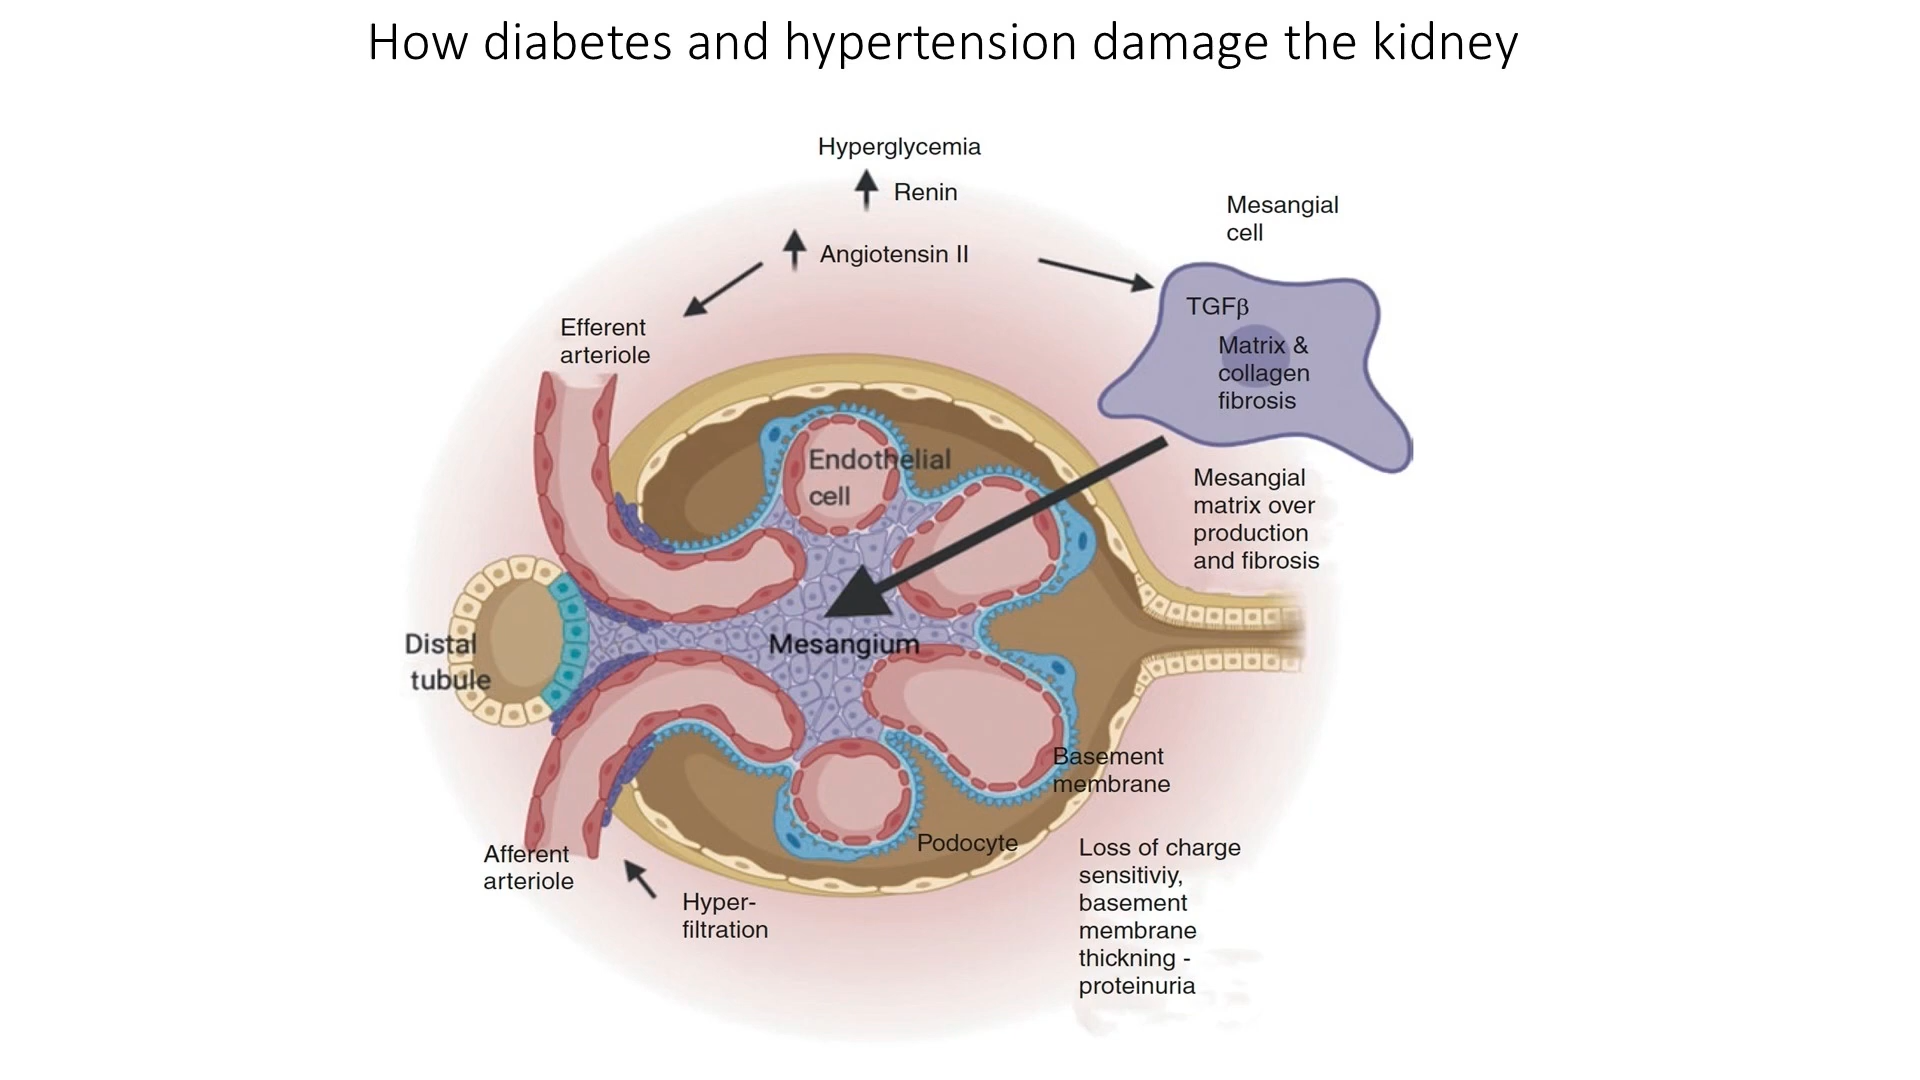 How diabetes and hypertension damage the kidney
Hyperglycemia
Renin
Angiotensin II
Mesangial
cell
TGFβ
Matrix &
collagen
fibrosis
Efferent
arteriole
Endothelial
cell
Mesangial
matrix over
production
and fibrosis
Distal
tubule
Mesangium
Basement
membrane
Podocyte
Afferent
arteriole
Hyper-
filtration
Loss of charge
sensitiviy,
basement
membrane
thickning -
proteinuria